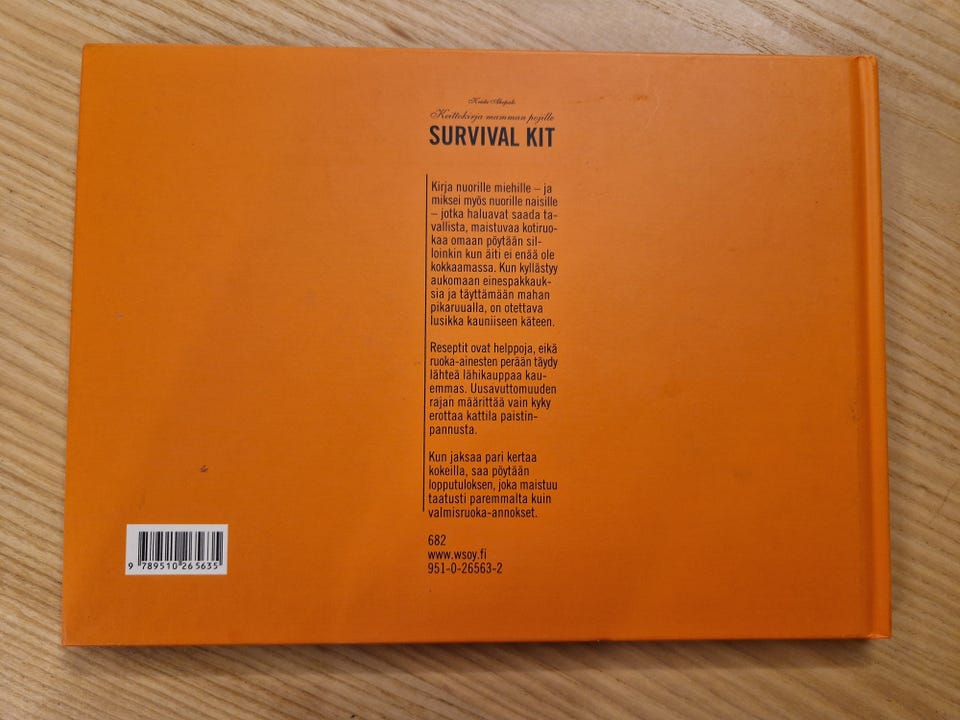 Keittokirja mamman pojille
SURVIVAL KIT
Kirja nuorille miehille – ja
miksei myös nuorille naisille
– jotka haluavat saada ta-
vallista, maistuvaa kotiruo-
kaa omaan pöytään sil-
loinkin kun äiti ei enää ole
kokkaamassa. Kun kyllästyy
aukomaan einespakkauk-
sia ja täyttämään mahan
pikaruualla, on otettava
lusikka kauniiseen käteen.
Reseptit ovat helppoja, eikä
ruoka-ainesten perään täydy
lähteä lähikauppaa kau-
emmas. Uusavuttomuuden
rajan määrittää vain kyky
erottaa kattila paistin-
pannusta.
Kun jaksaa pari kertaa
kokeilla, saa pöytään
lopputuloksen, joka maistuu
taatusti paremmalta kuin
valmisruoka-annokset.
682
www.wsoy.fi
951-0-26563-2
9 789510 265635